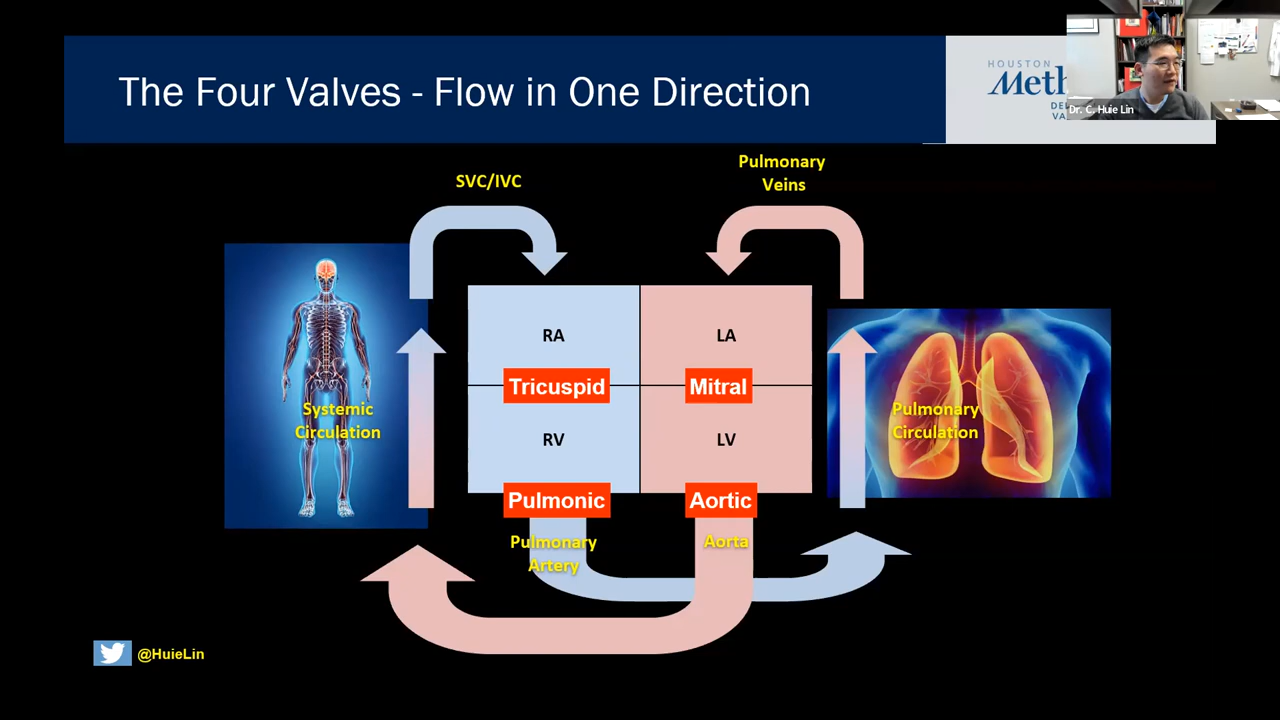 The Four Valves - Flow in One Direction
HOUSTON
Meth
Dr. C. Huie Lin
SVC/IVC
Pulmonary
Veins
RA
LA
Tricuspid
Mitral
Systemic
Circulation
Pulmonary
Circulation
RV
LV
Pulmonic
Aortic
Pulmonary
Artery
Aorta
@HuieLin